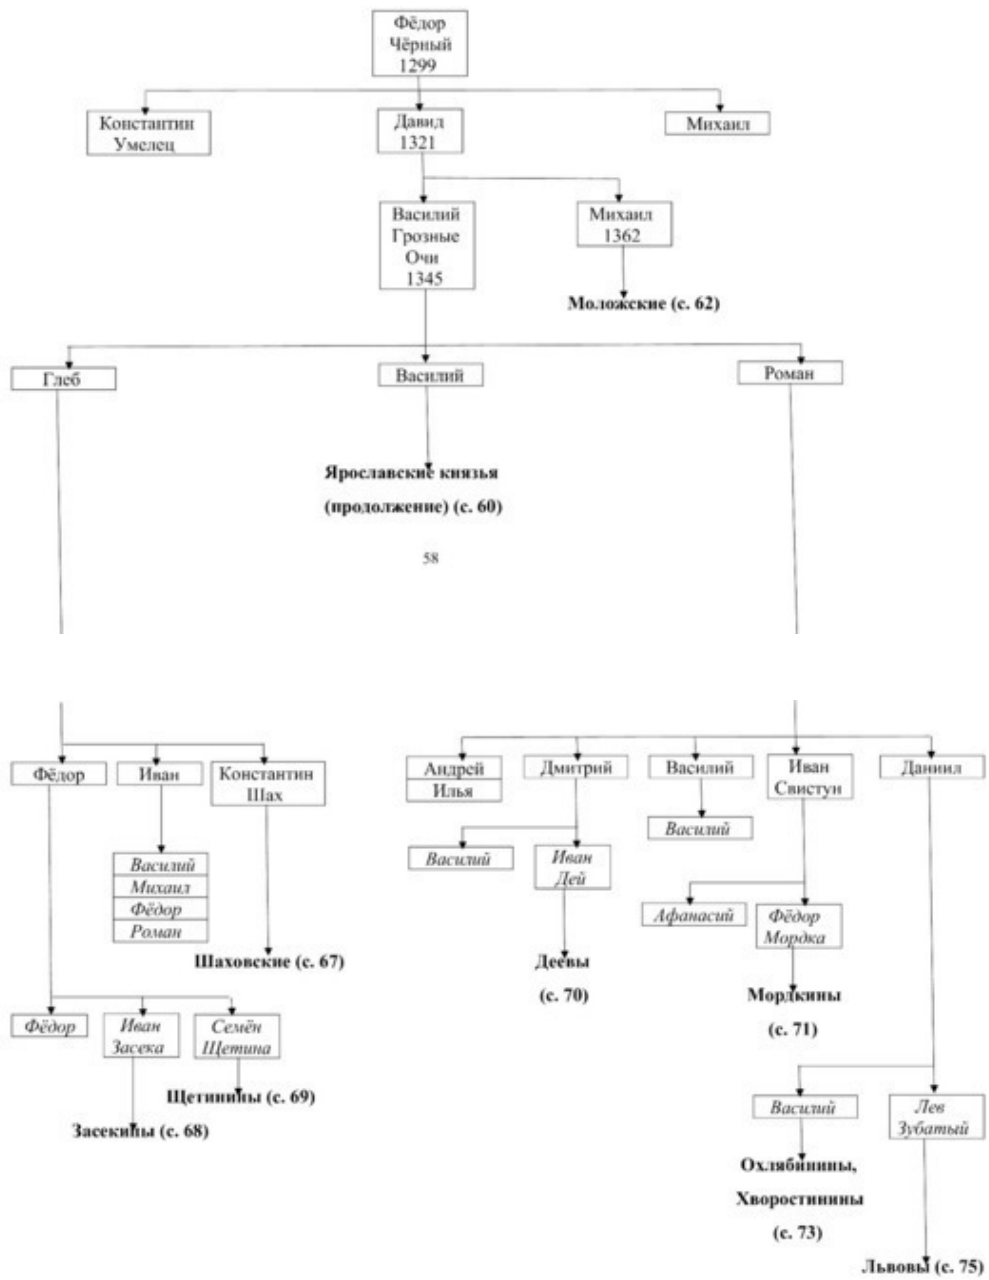 Фёдор
Чёрный
1299
Константин
Умелец
Давид
1321
Михаил
Василий
Грозные
Очи
1345
Михаил
1362
Моложские (с. 62)
Глеб
Василий
Роман
Ярославские князья
(продолжение) (с. 60)
58
Фёдор
Иван
Константин
Шах
Андрей
Илья
Дмитрий
Василий
Иван
Свистун
Даниил
Василий
Михаил
Фёдор
Роман
Василий
Иван
Дей
Василий
Афанасий
Фёдор
Мордка
Шаховские (с. 67)
Деевы
(с. 70)
Мордкины
(с. 71)
Фёдор
Иван
Засека
Семён
Щетина
Щетинины (с. 69)
Засекины (с. 68)
Василий
Лев
Зубатый
Охлябинины,
Хворостинины
(с. 73)
Львовы (с. 75)